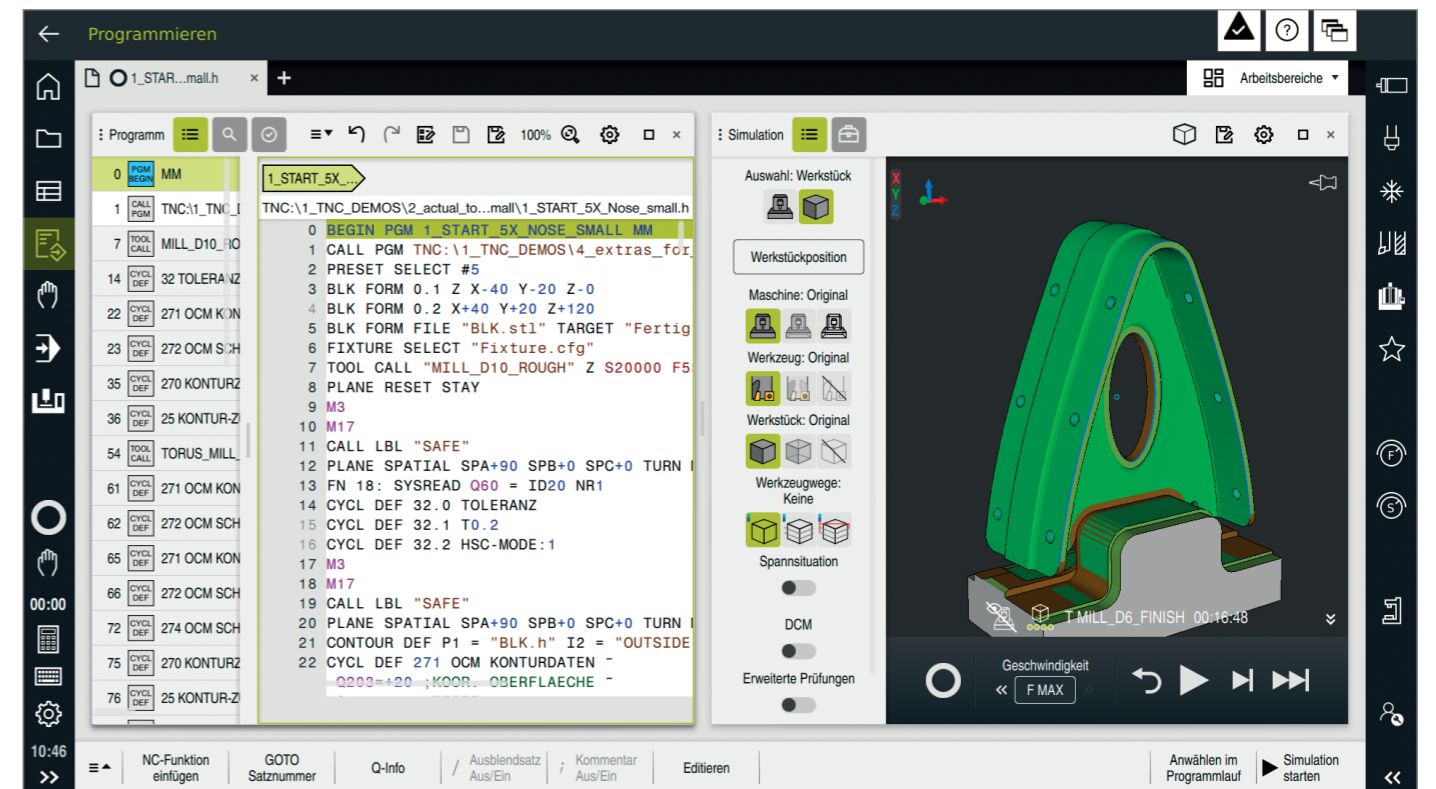 Programmieren
1_STAR...mall.h ×
Arbeitsbereiche
Programm
100%
0 PGM BEGIN MM
1 CALL PGM TNC:\1_TNC_
7 TOOL CALL MILL_D10_RO
14 CYCL DEF 32 TOLERANZ
22 CYCL DEF 271 OCM KON
23 CYCL DEF 272 OCM SCH
35 CYCL DEF 270 KONTURZ
36 CYCL DEF 25 KONTUR-Z
54 TOOL CALL TORUS_MILL_
61 CYCL DEF 271 OCM KON
62 CYCL DEF 272 OCM SCH
65 CYCL DEF 271 OCM KON
66 CYCL DEF 272 OCM SCH
72 CYCL DEF 274 OCM SCH
75 CYCL DEF 270 KONTURZ
76 CYCL DEF 25 KONTUR-Z
1_START_5X_...
TNC:\1_TNC_DEMOS\2_actual_to...mall\1_START_5X_Nose_small.h
0 BEGIN PGM 1_START_5X_NOSE_SMALL MM
1 CALL PGM TNC:\1_TNC_DEMOS\4_extras_for_
2 PRESET SELECT #5
3 BLK FORM 0.1 Z X-40 Y-20 Z-0
4 BLK FORM 0.2 X+40 Y+20 Z+120
5 BLK FORM FILE "BLK.stl" TARGET "Fertig
6 FIXTURE SELECT "Fixture.cfg"
7 TOOL CALL "MILL_D10_ROUGH" Z S20000 F5
8 PLANE RESET STAY
9 M3
10 M17
11 CALL LBL "SAFE"
12 PLANE SPATIAL SPA+90 SPB+0 SPC+0 TURN
13 FN 18: SYSREAD Q60 = ID20 NR1
14 CYCL DEF 32.0 TOLERANZ
15 CYCL DEF 32.1 T0.2
16 CYCL DEF 32.2 HSC-MODE:1
17 M3
18 M17
19 CALL LBL "SAFE"
20 PLANE SPATIAL SPA+90 SPB+0 SPC+0 TURN
21 CONTOUR DEF P1 = "BLK.h" I2 = "OUTSIDE
22 CYCL DEF 271 OCM KONTURDATEN ~
Q203=+20 ;KOOR. OBERFLAECHE ~
Simulation
Auswahl: Werkstück
Werkstückposition
Maschine: Original
Werkzeug: Original
Werkstück: Original
Werkzeugwege:
Keine
Spannsituation
DCM
Erweiterte Prüfungen
X
Y
Z
T MILL_D6_FINISH 00:16:48
Geschwindigkeit
F MAX
F
S
00:00
10:46
NC-Funktion
einfügen
GOTO
Satznummer
Q-Info
/ Ausblendsatz
Aus/Ein
; Kommentar
Aus/Ein
Editieren
Anwählen im
Programmlauf
Simulation
starten